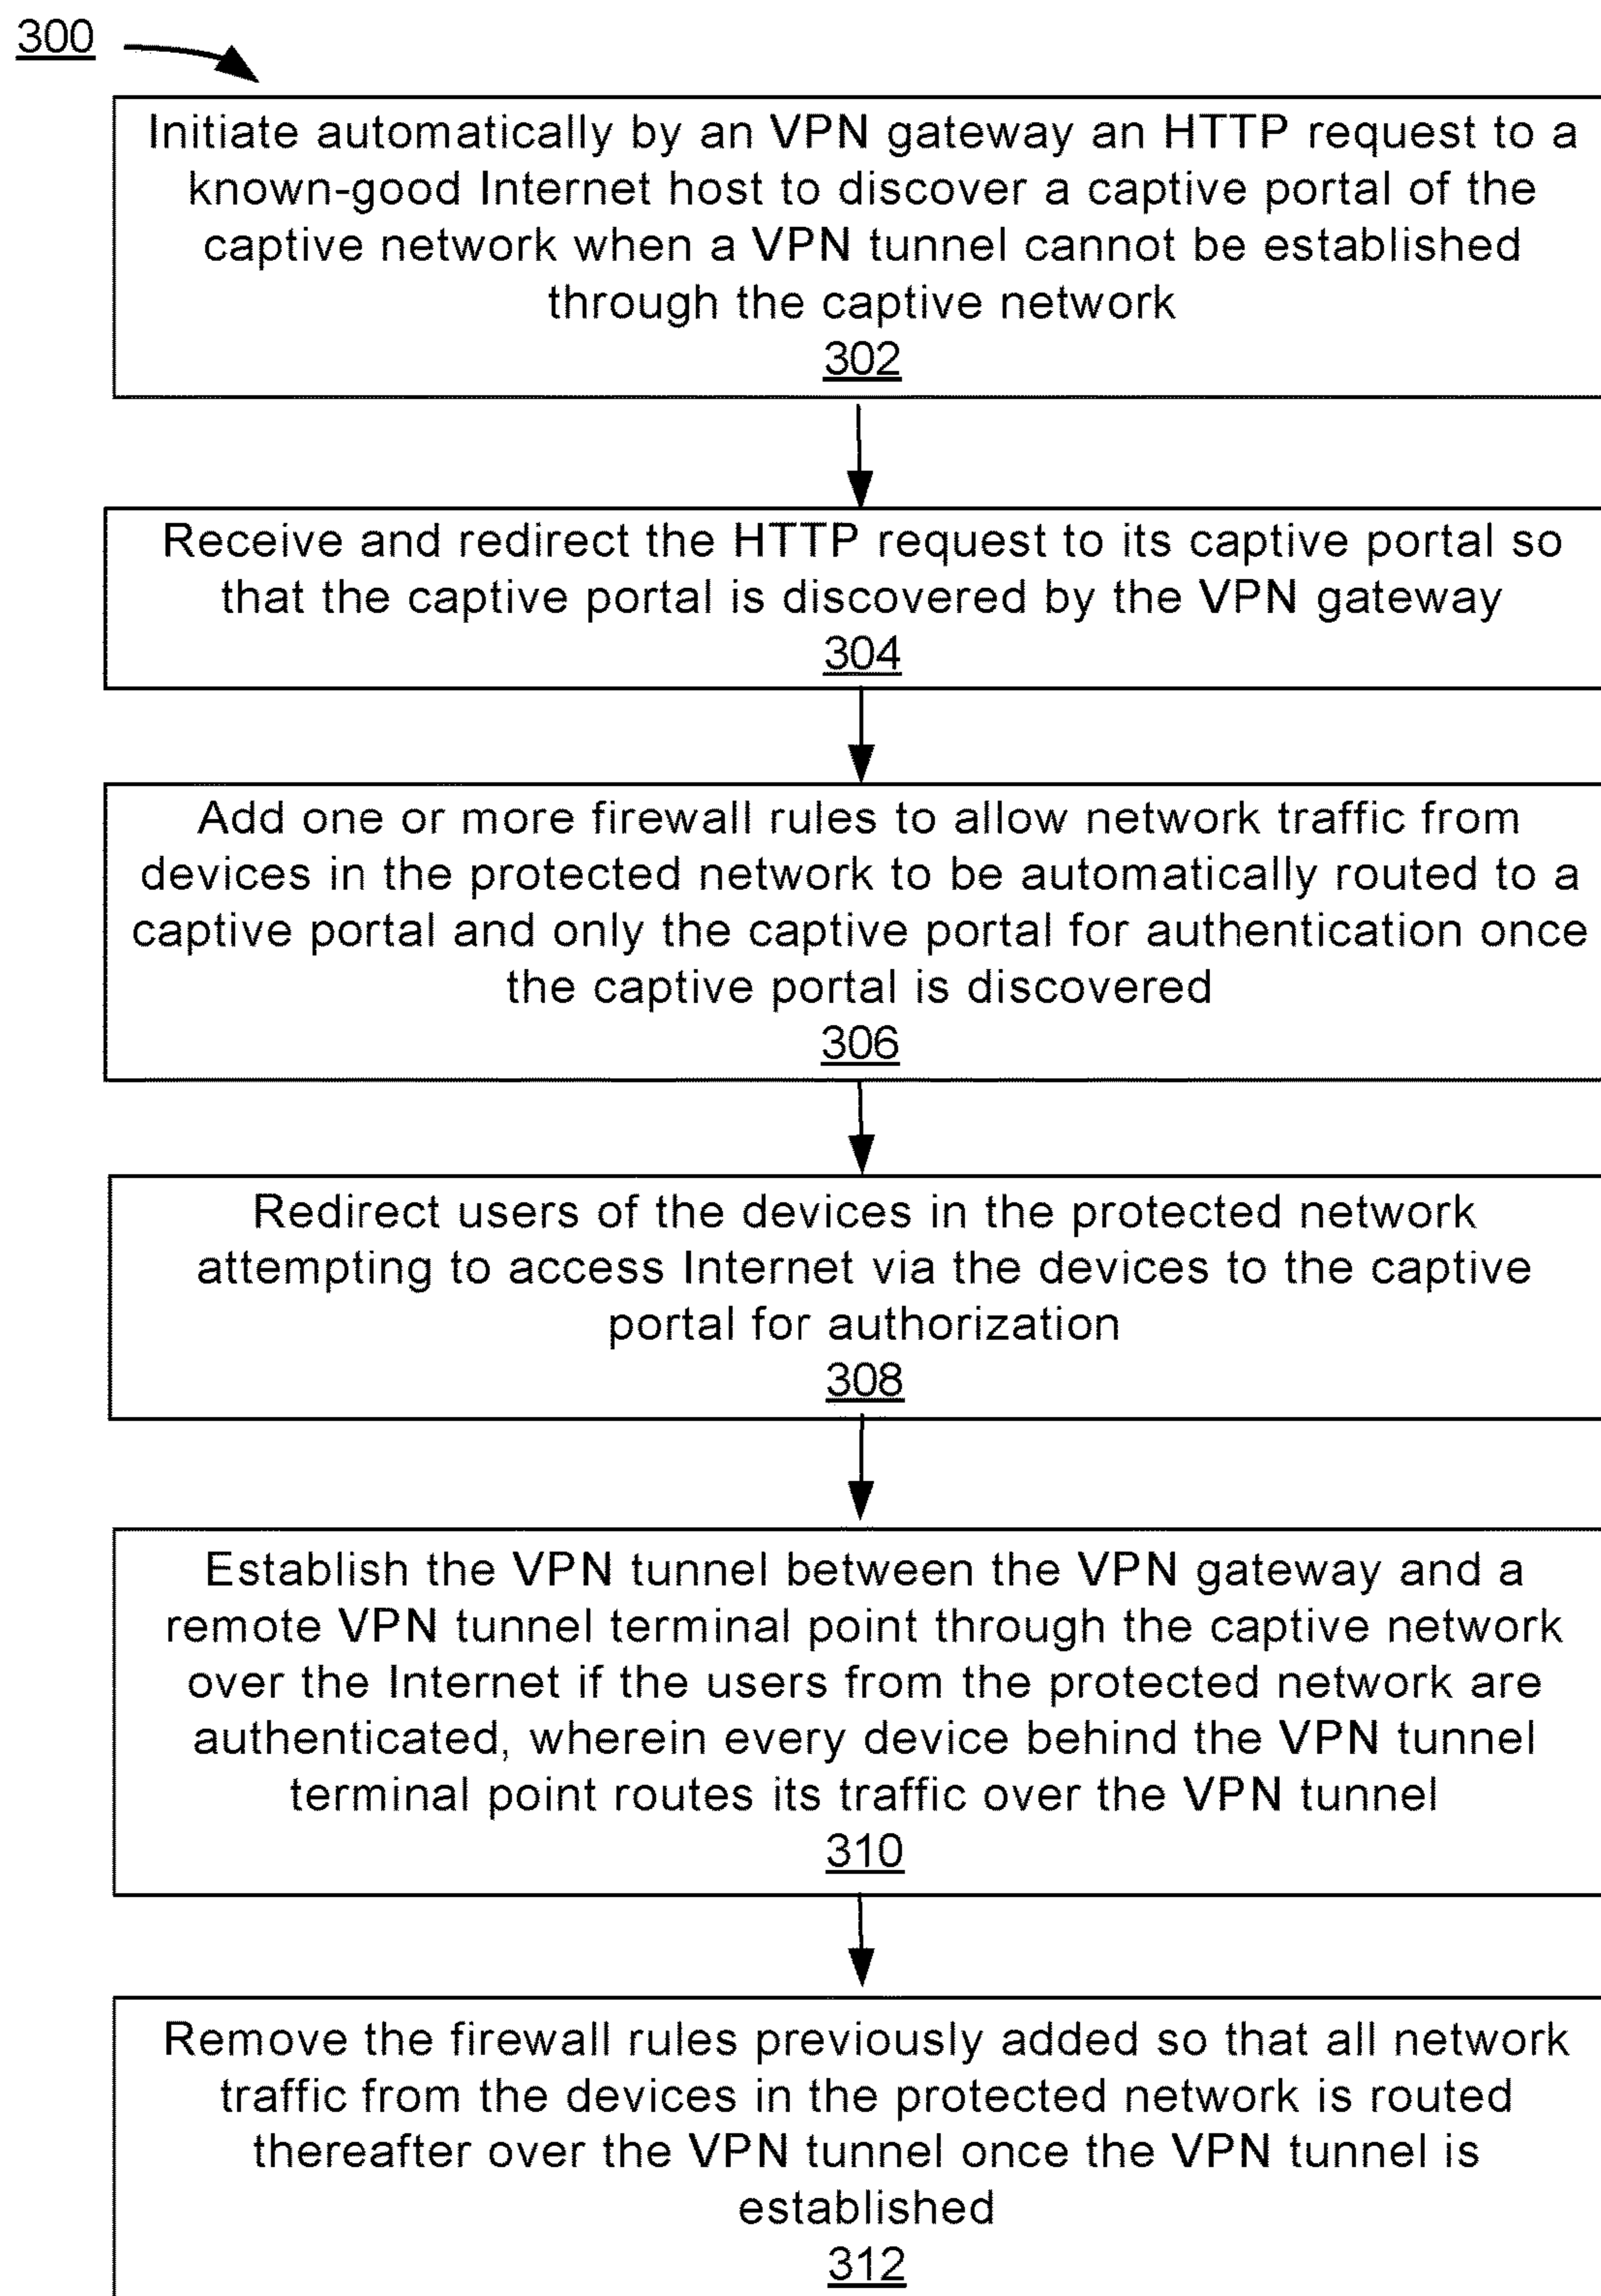 300
Initiate automatically by an VPN gateway an HTTP request to a
known-good Internet host to discover a captive portal of the
captive network when a VPN tunnel cannot be established
through the captive network
302
Receive and redirect the HTTP request to its captive portal so
that the captive portal is discovered by the VPN gateway
304
Add one or more firewall rules to allow network traffic from
devices in the protected network to be automatically routed to a
captive portal and only the captive portal for authentication once
the captive portal is discovered
306
Redirect users of the devices in the protected network
attempting to access Internet via the devices to the captive
portal for authorization
308
Establish the VPN tunnel between the VPN gateway and a
remote VPN tunnel terminal point through the captive network
over the Internet if the users from the protected network are
authenticated, wherein every device behind the VPN tunnel
terminal point routes its traffic over the VPN tunnel
310
Remove the firewall rules previously added so that all network
traffic from the devices in the protected network is routed
thereafter over the VPN tunnel once the VPN tunnel is
established
312